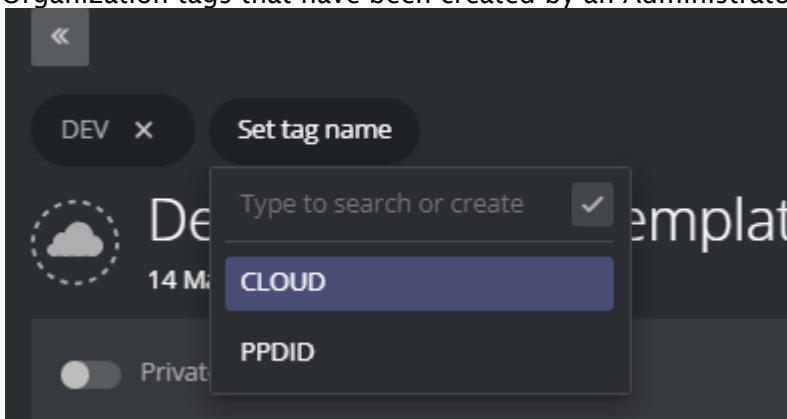 Organization tags that have been created by an Administrato
«
DEV ×
Set tag name
Type to search or create
De
emplat
14 Ma
CLOUD
PPDID
Privat